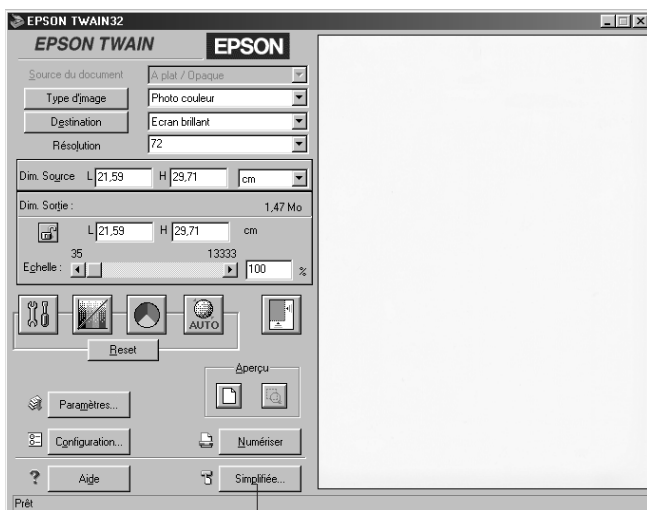 EPSON TWAIN32
EPSON TWAIN EPSON
Source du document A plat / Opaque
Type d'image Photo couleur
Destination Ecran brillant
Résolution 72
Dim. Source L 21,59 H 29,71 cm
Dim. Sortie : 1,47 Mo
L 21,59 H 29,71 cm
35 13333
Echelle : 100 %
AUTO
Reset
Aperçu
Paramètres...
Configuration... Numériser
? Aide Simplifiée...
Prêt